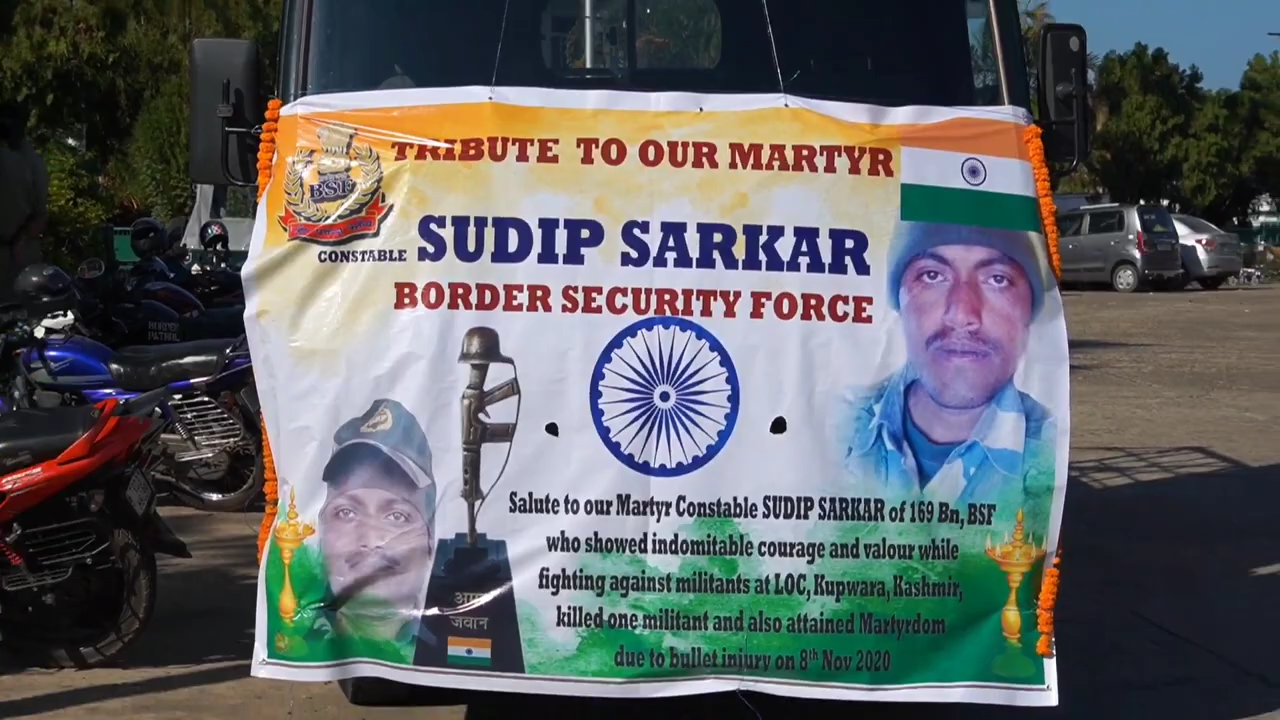 TRIBUTE TO OUR MARTYR
BSF
CONSTABLE SUDIP SARKAR
BORDER SECURITY FORCE
Salute to our Martyr Constable SUDIP SARKAR of 169 Bn, BSF
who showed indomitable courage and valour while
fighting against militants at LOC, Kupwara, Kashmir,
killed one militant and also attained Martyrdom
due to bullet injury on 8th Nov 2020
जवान